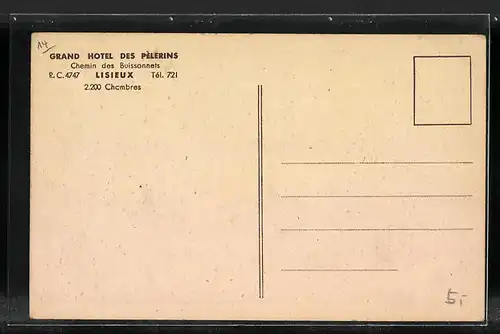 14
GRAND HOTEL DES PÈLERINS
Chemin des Buissonnets
R.C. 4747 LISIEUX Tél. 721
2.200 Chambres
5,-